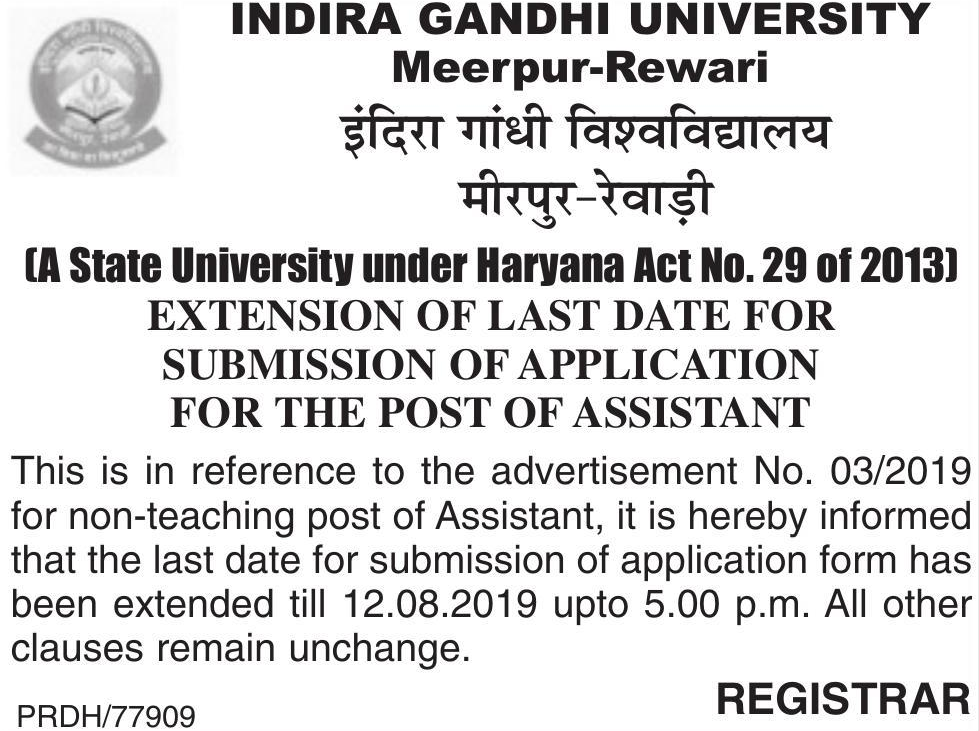 INDIRA GANDHI UNIVERSITY
Meerpur-Rewari
इंदिरा गांधी विश्वविद्यालय
मीरपुर-रेवाड़ी
(A State University under Haryana Act No. 29 of 2013)
EXTENSION OF LAST DATE FOR
SUBMISSION OF APPLICATION
FOR THE POST OF ASSISTANT
This is in reference to the advertisement No. 03/2019
for non-teaching post of Assistant, it is hereby informed
that the last date for submission of application form has
been extended till 12.08.2019 upto 5.00 p.m. All other
clauses remain unchange.
REGISTRAR
PRDH/77909